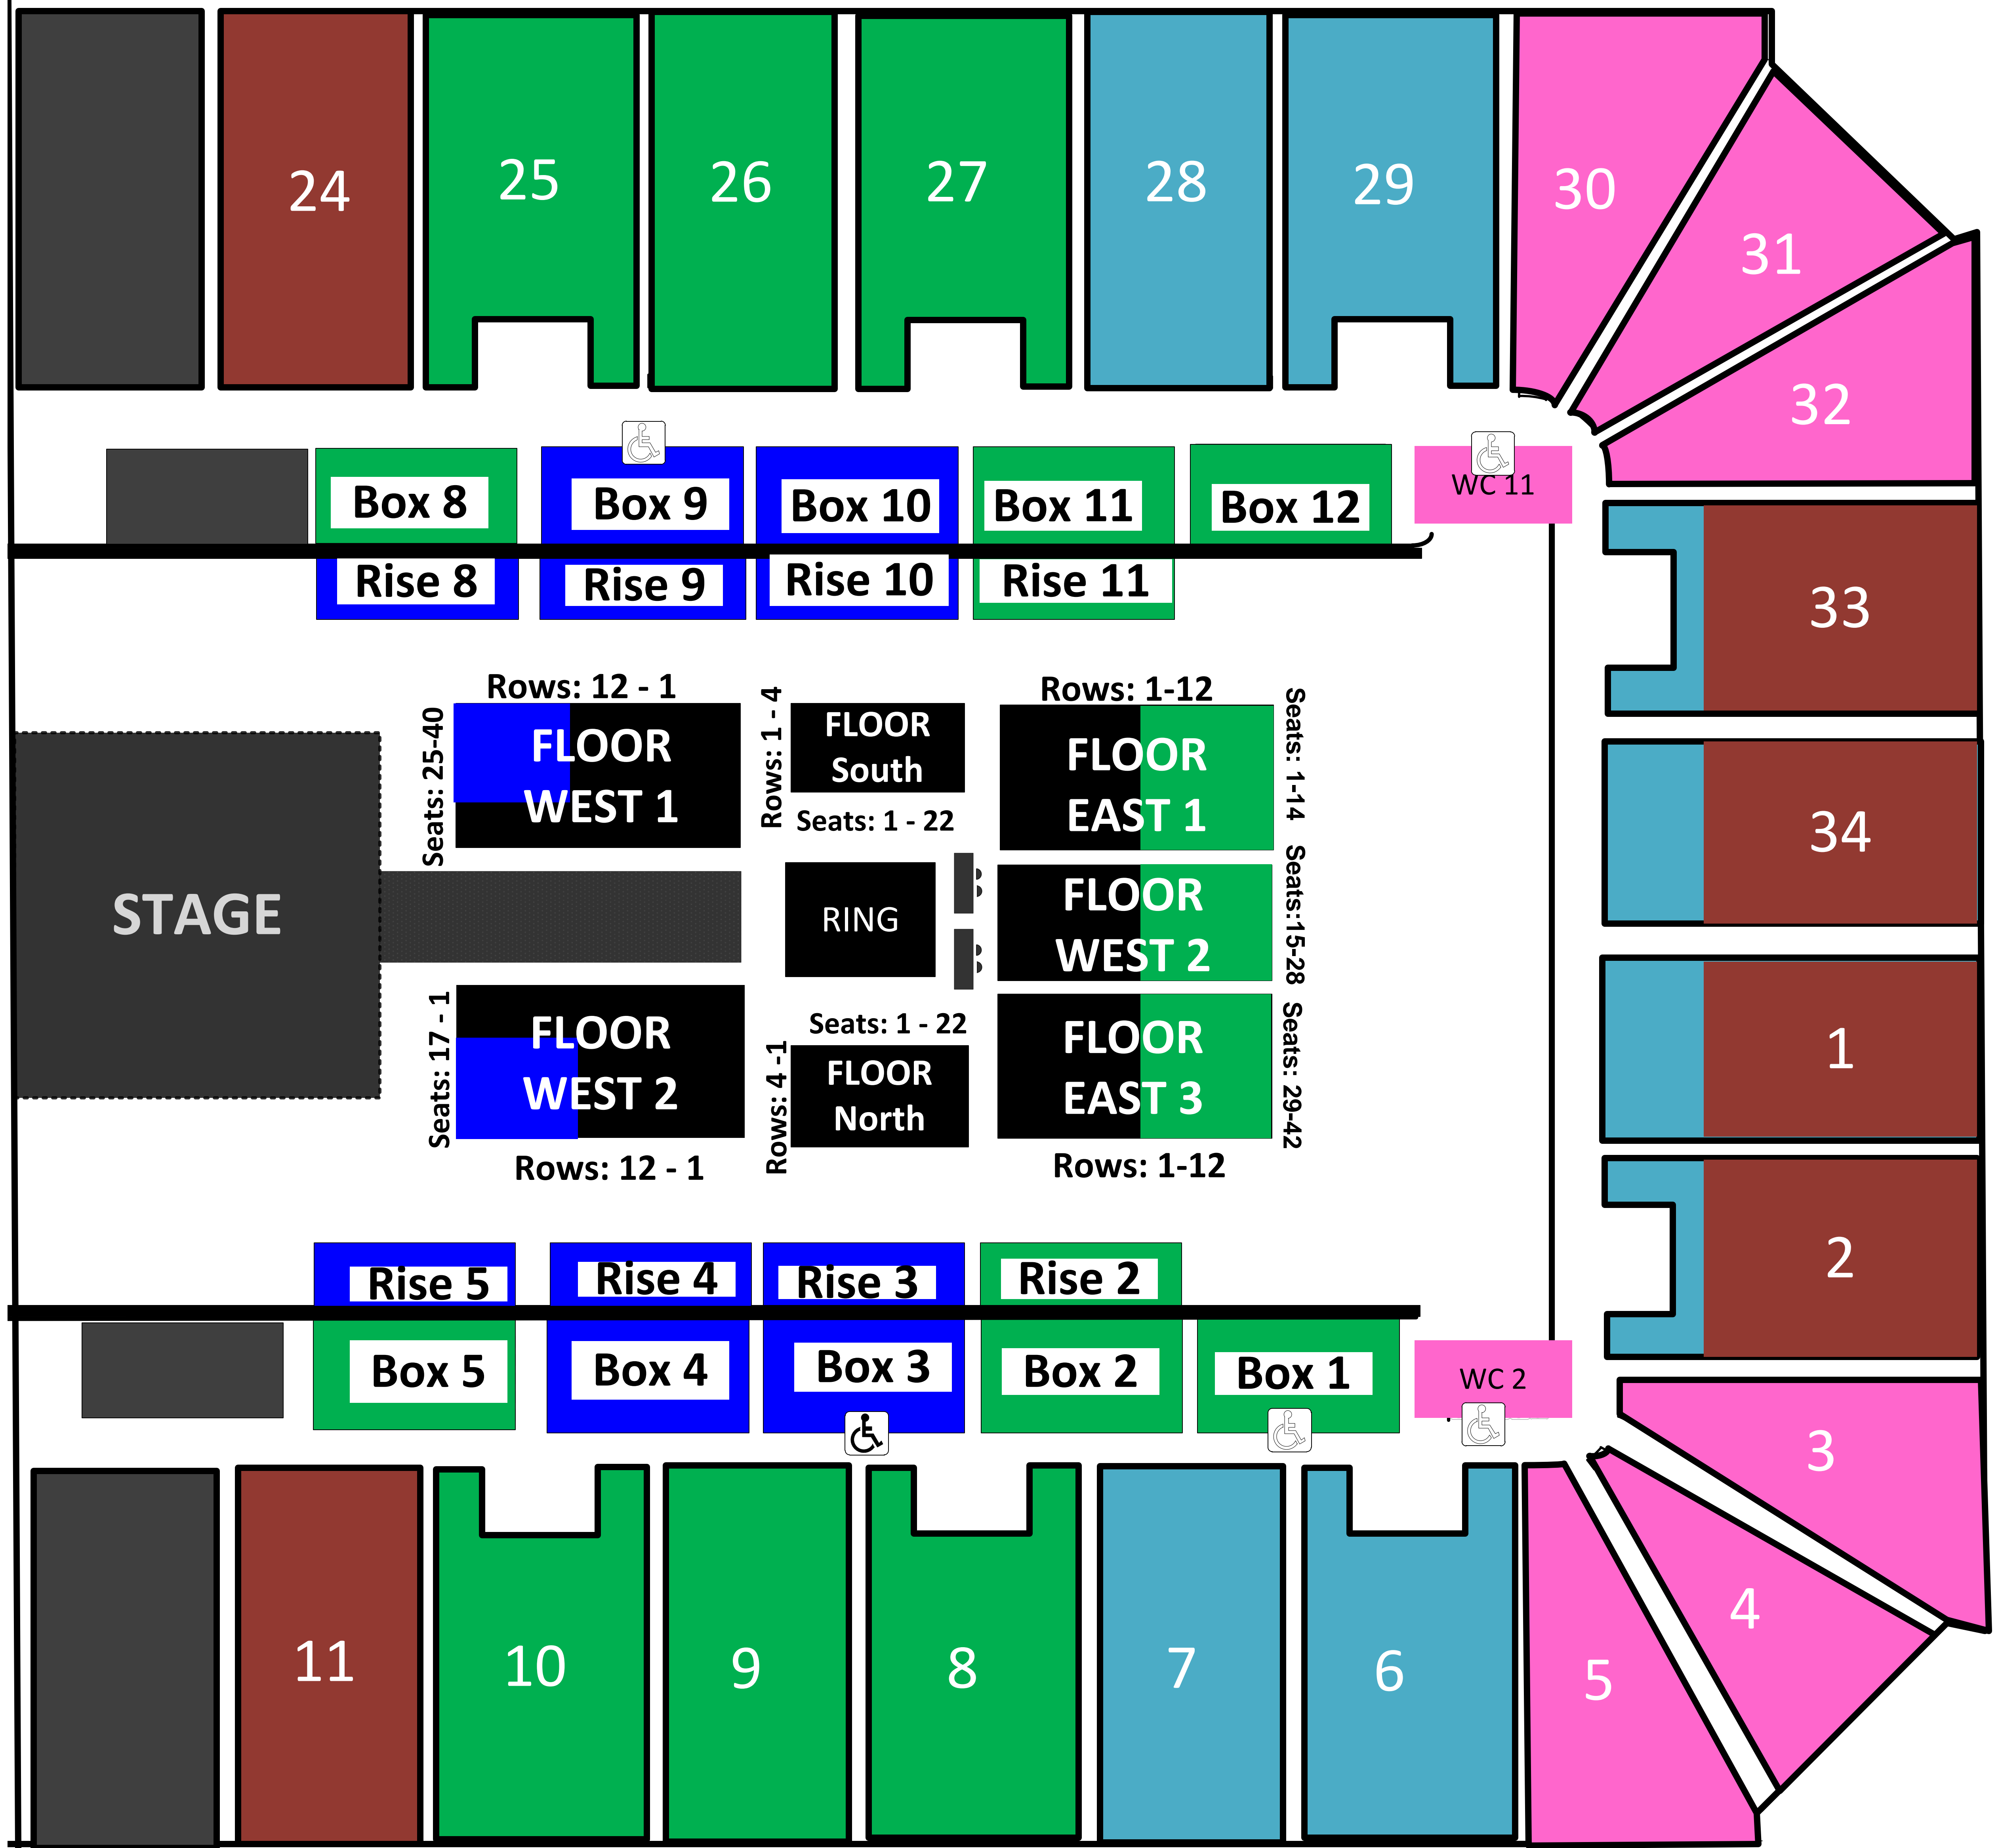 24
25
26
27
28
29
30
31
32
Box 8
Box 9
Box 10
Box 11
Box 12
WC 11
Rise 8
Rise 9
Rise 10
Rise 11
33
34
1
2
Rows: 12 - 1
Seats: 25-40
FLOOR
WEST 1
Rows: 1 - 4
FLOOR
South
Seats: 1 - 22
Rows: 1-12
FLOOR
EAST 1
Seats: 1-14
STAGE
RING
FLOOR
WEST 2
Seats:15-28
Seats: 17 - 1
FLOOR
WEST 2
Rows: 12 - 1
Seats: 1 - 22
Rows: 4 -1
FLOOR
North
FLOOR
EAST 3
Seats: 29-42
Rows: 1-12
Rise 5
Rise 4
Rise 3
Rise 2
Box 5
Box 4
Box 3
Box 2
Box 1
WC 2
3
4
5
11
10
9
8
7
6